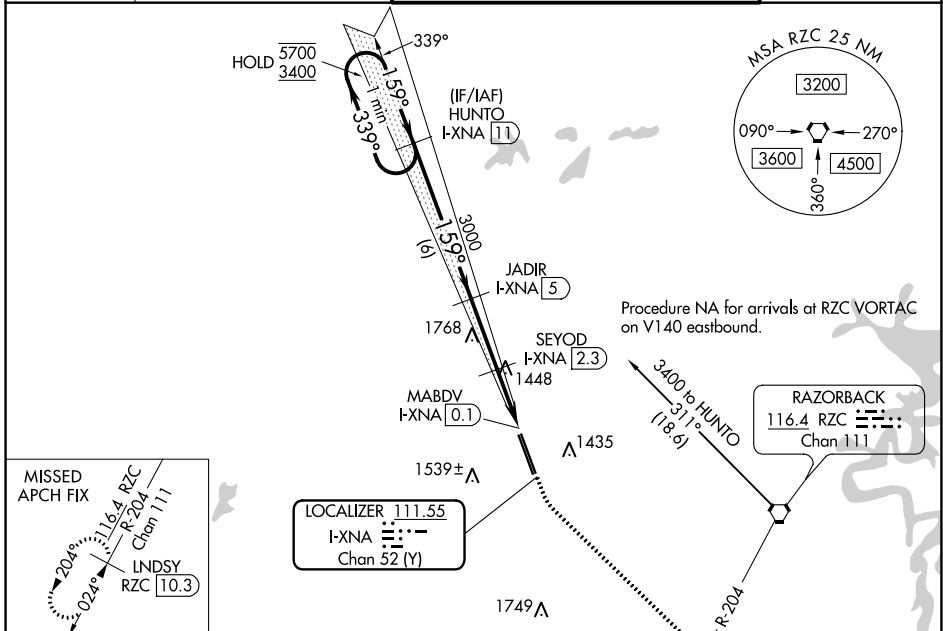 HOLD 5700
3400
339°
159°
1 min
339°
(IF/IAF)
HUNTO
I-XNA 11
MSA RZC 25 NM
3200
090°
270°
3600
4500
360°
3000
159°
(6)
JADIR
I-XNA 5
1768
SEYOD
I-XNA 2.3
1448
MABDV
I-XNA 0.1
1435
1539±
Procedure NA for arrivals at RZC VORTAC
on V140 eastbound.
3400 to HUNTO
311°
(18.6)
RAZORBACK
116.4 RZC
Chan 111
LOCALIZER 111.55
I-XNA
Chan 52 (Y)
1749
R-204
MISSED
APCH FIX
116.4 RZC
R-204
Chan 111
204°
024°
LNDSY
RZC 10.3